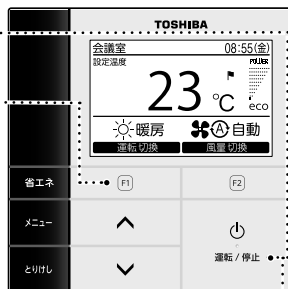 TOSHIBA
会議室 08:55(金)
設定温度 POWER
23 °C eco
暖房 A 自動
運転切換 風量切換
省エネ F1 F2
メニュー
運転/停止
とりけし